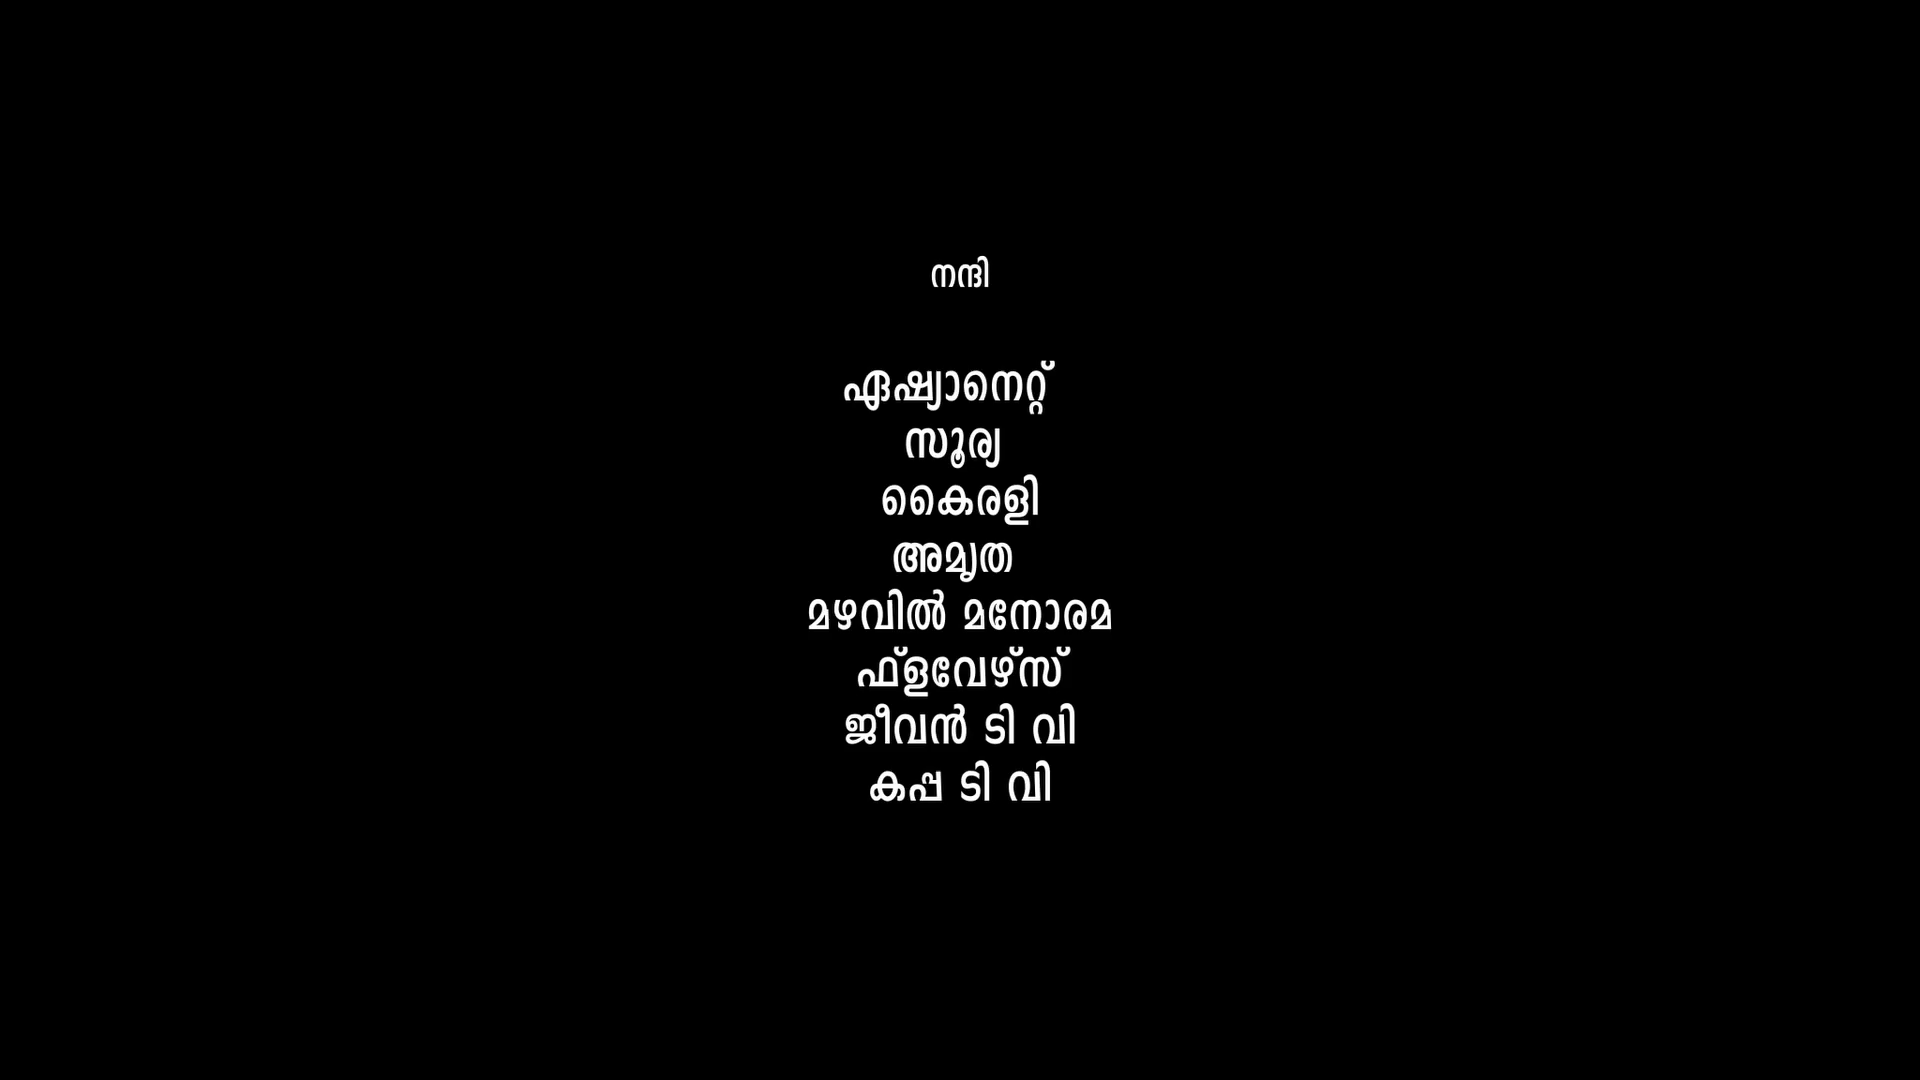 നന്ദി
ഏഷ്യാനെറ്റ്
സൂര്യ
കൈരളി
അമൃത
മഴവിൽ മനോരമ
ഫ്ളവേഴ്സ്
ജീവൻ ടി വി
കപ്പ ടി വി